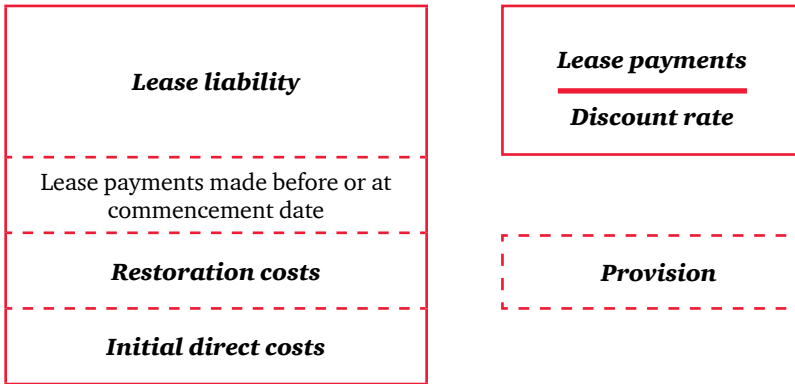 Lease liability
Lease payments made before or at
commencement date
Restoration costs
Initial direct costs
Lease payments
Discount rate
Provision